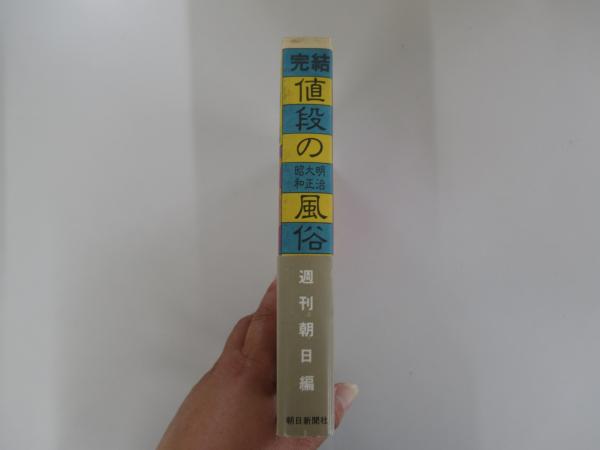 完結
値段の
明治
大正
昭和
風俗
週刊朝日編
朝日新聞社